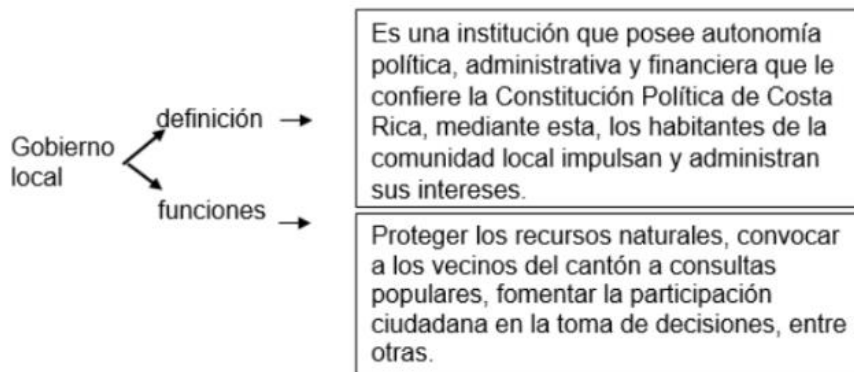 Gobierno
local
definición
Es una institución que posee autonomía
política, administrativa y financiera que le
confiere la Constitución Política de Costa
Rica, mediante esta, los habitantes de la
comunidad local impulsan y administran
sus intereses.
funciones
Proteger los recursos naturales, convocar
a los vecinos del cantón a consultas
populares, fomentar la participación
ciudadana en la toma de decisiones, entre
otras.